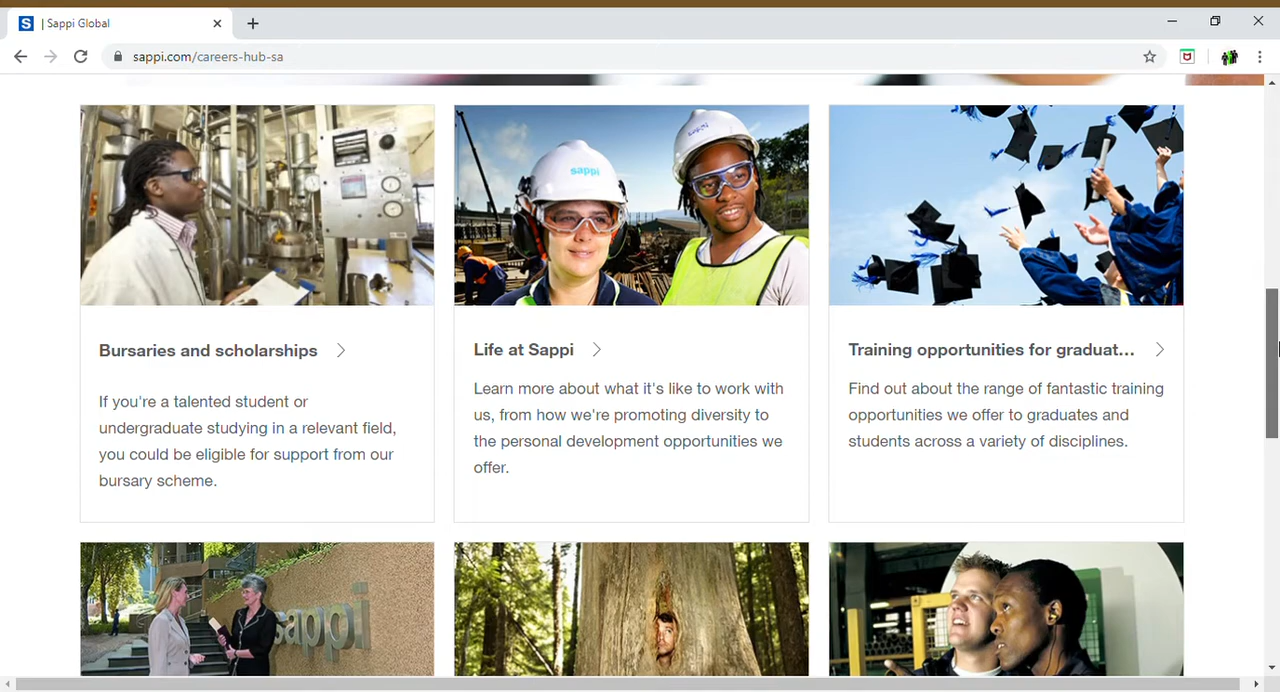 | Sappi Global
sappi.com/careers-hub-sa
sappi
sappi
Bursaries and scholarships
If you're a talented student or
undergraduate studying in a relevant field,
you could be eligible for support from our
bursary scheme.
Life at Sappi
Learn more about what it's like to work with
us, from how we're promoting diversity to
the personal development opportunities we
offer.
Training opportunities for graduat...
Find out about the range of fantastic training
opportunities we offer to graduates and
students across a variety of disciplines.
sappi